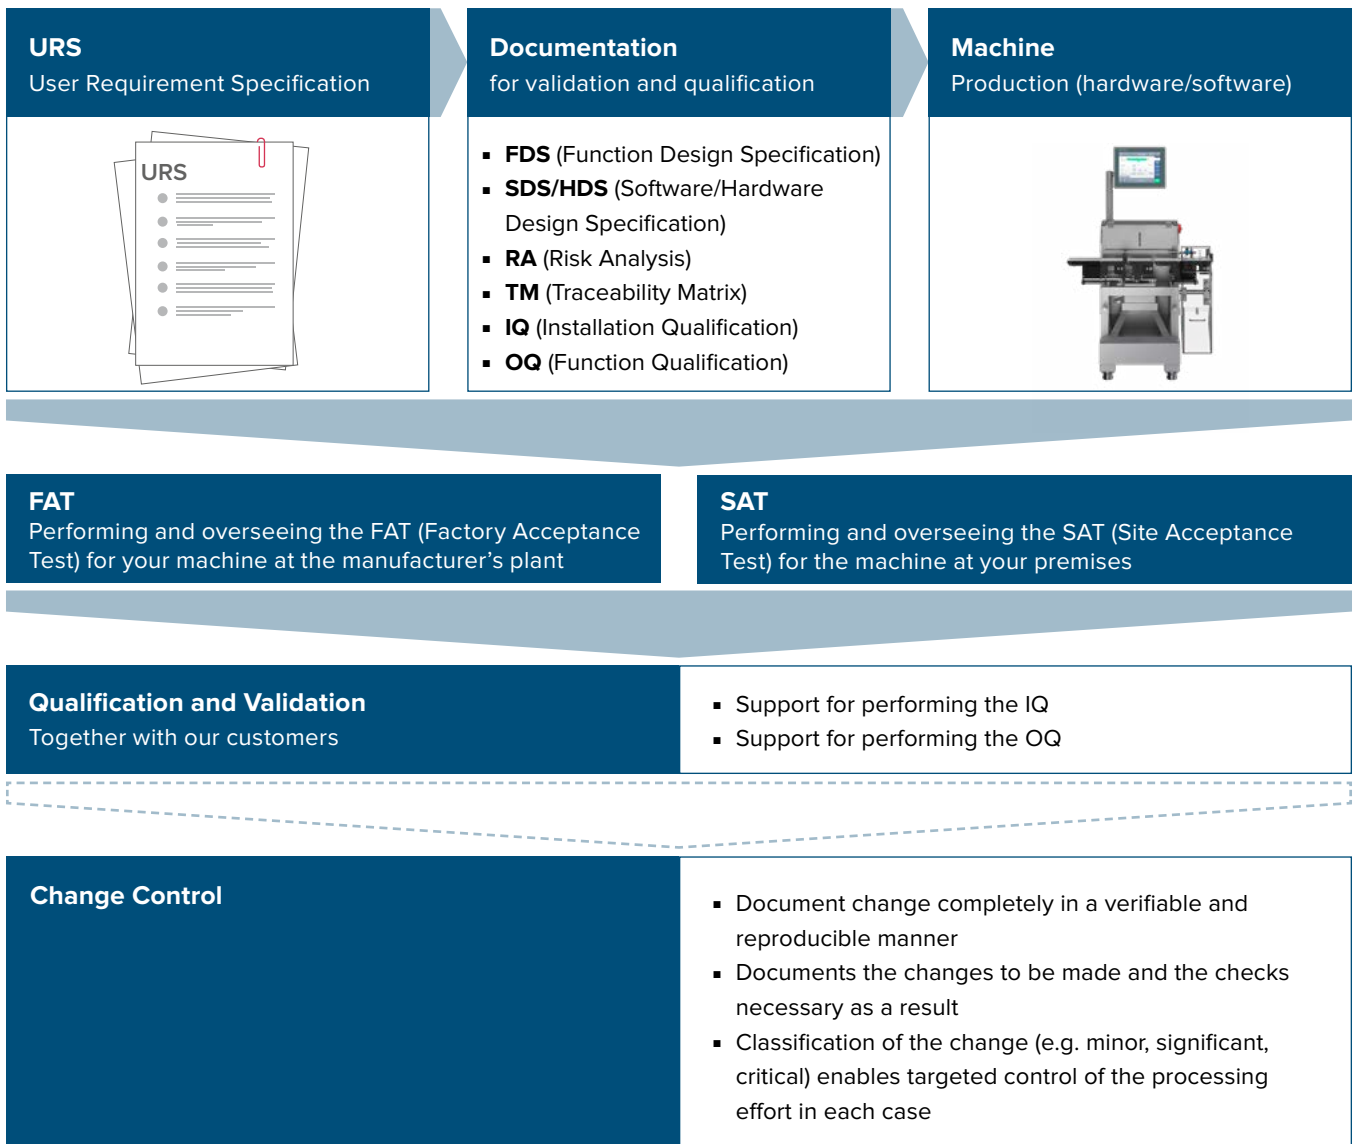 URS
User Requirement Specification
URS
Documentation
for validation and qualification
▪ FDS (Function Design Specification)
▪ SDS/HDS (Software/Hardware
Design Specification)
▪ RA (Risk Analysis)
▪ TM (Traceability Matrix)
▪ IQ (Installation Qualification)
▪ OQ (Function Qualification)
Machine
Production (hardware/software)
FAT
Performing and overseeing the FAT (Factory Acceptance
Test) for your machine at the manufacturer’s plant
SAT
Performing and overseeing the SAT (Site Acceptance
Test) for the machine at your premises
Qualification and Validation
Together with our customers
▪ Support for performing the IQ
▪ Support for performing the OQ
Change Control
▪ Document change completely in a verifiable and
reproducible manner
▪ Documents the changes to be made and the checks
necessary as a result
▪ Classification of the change (e.g. minor, significant,
critical) enables targeted control of the processing
effort in each case